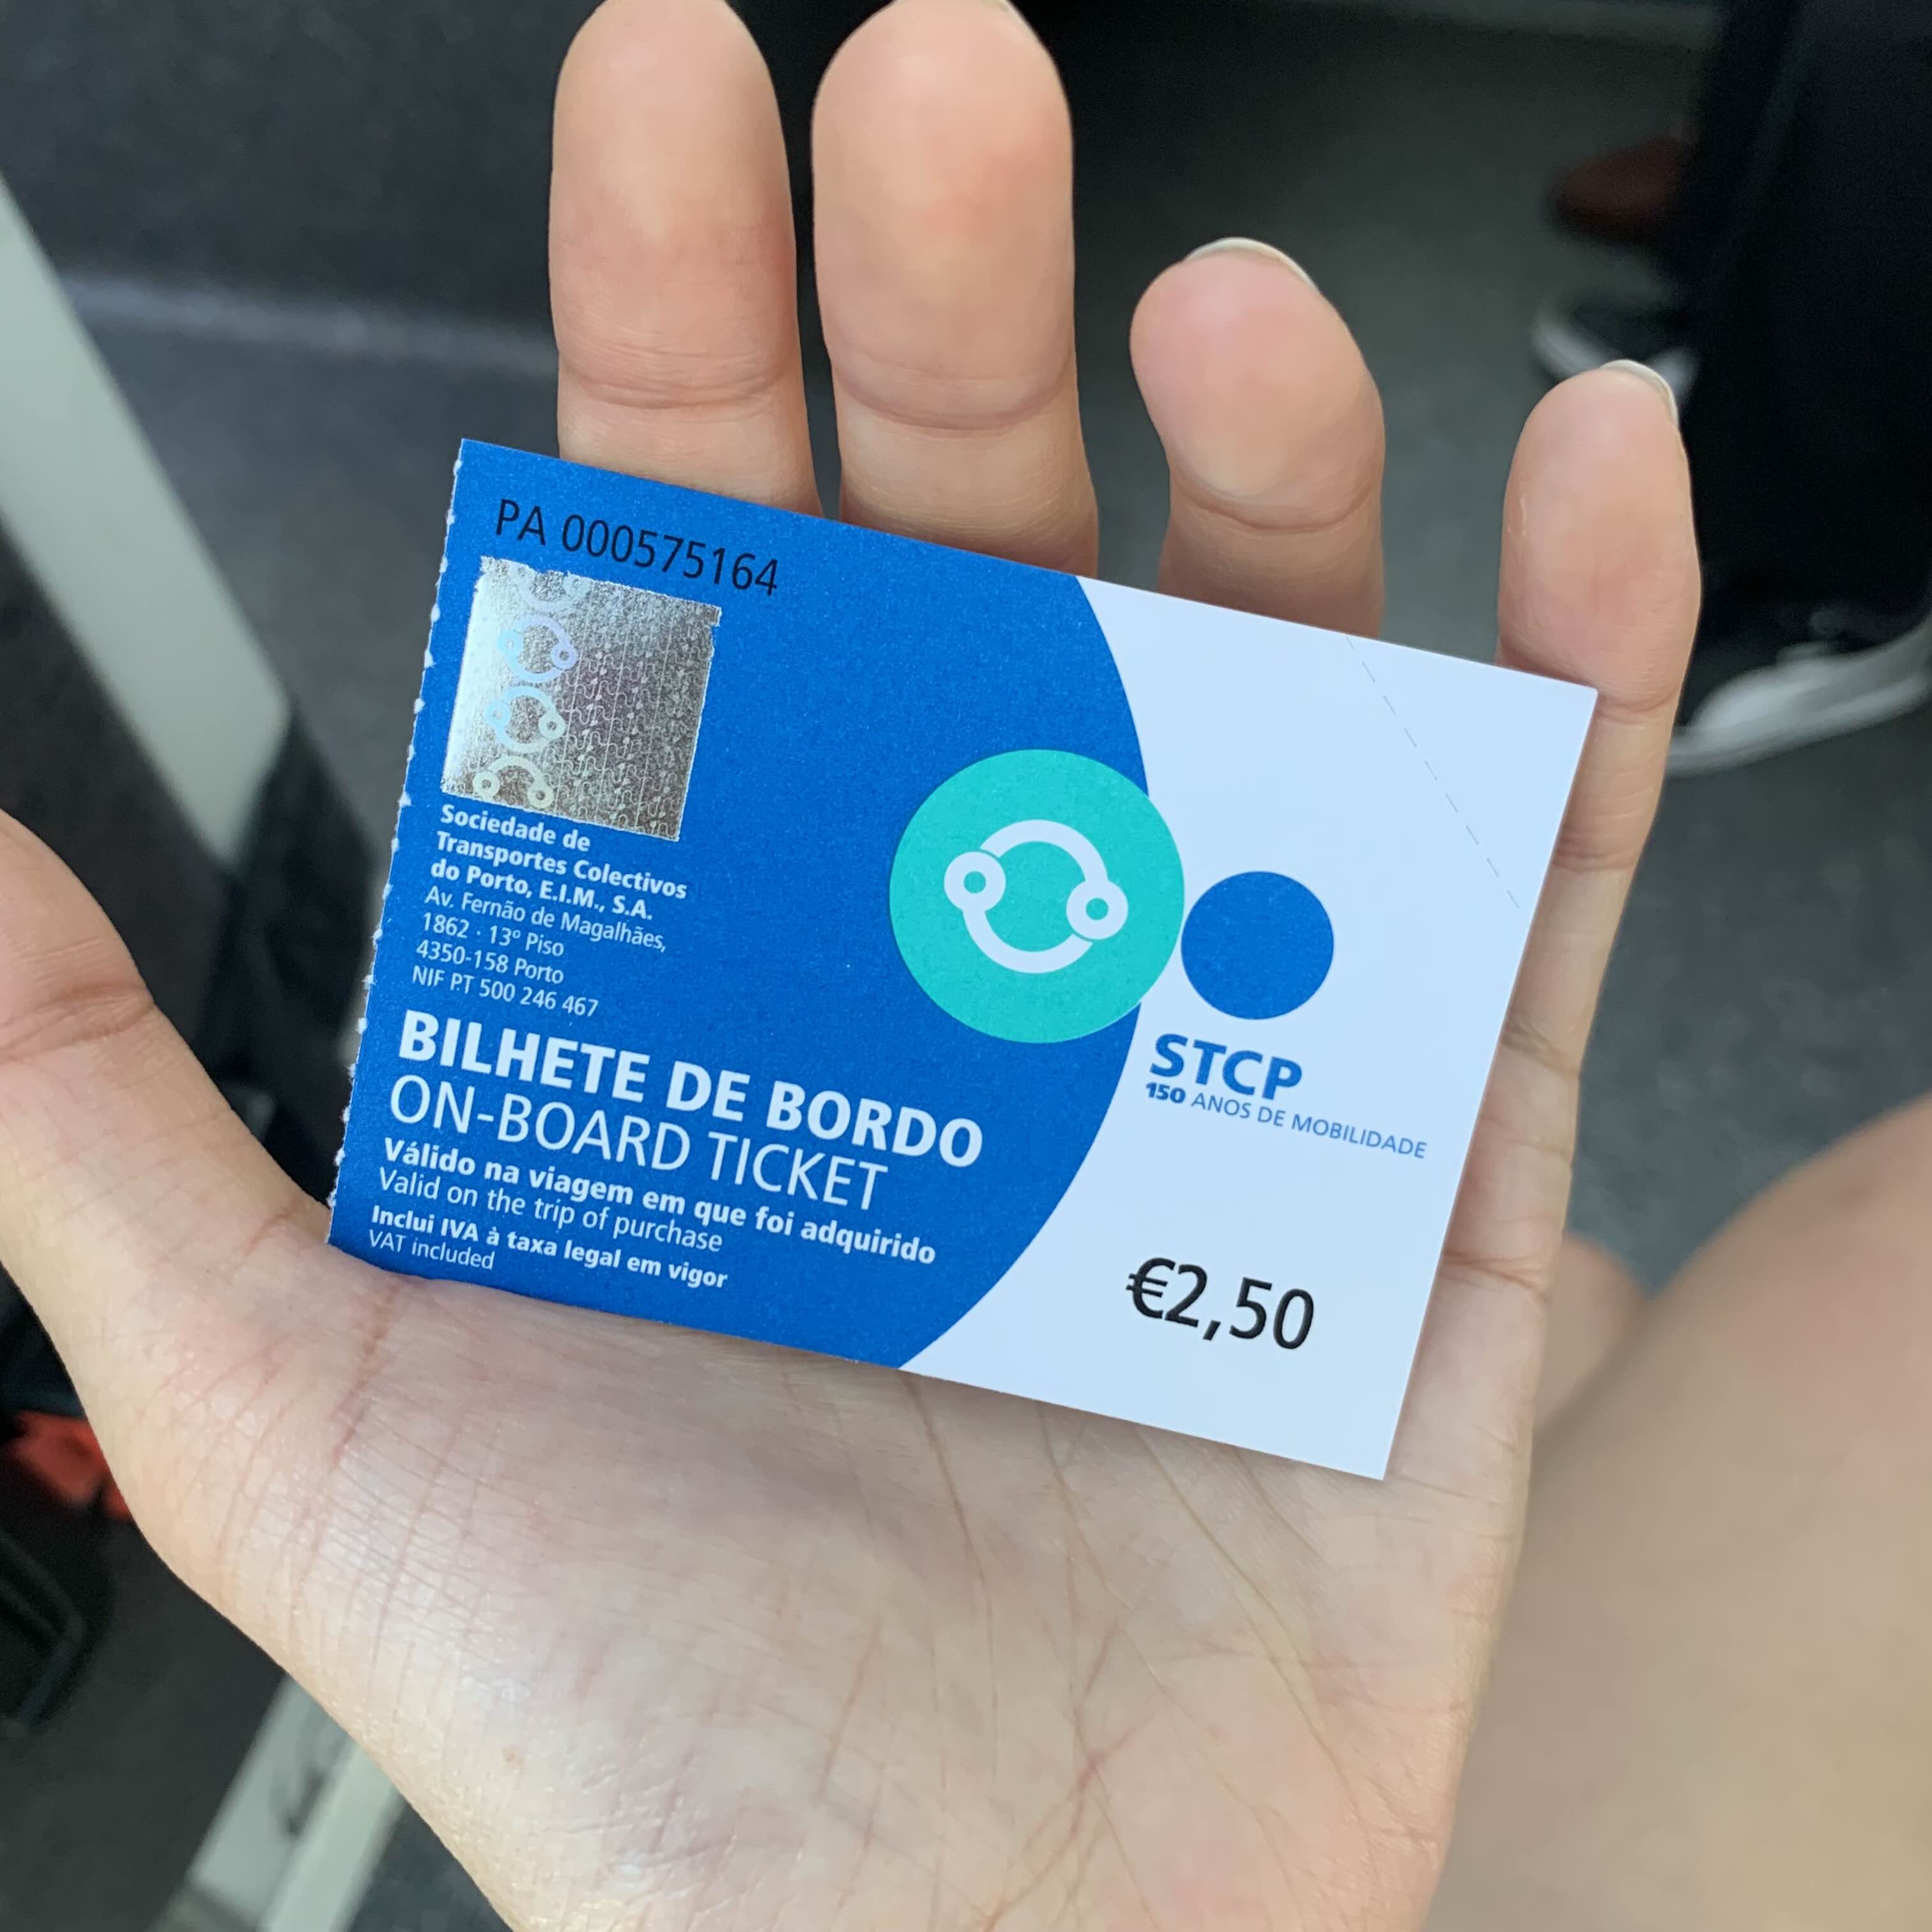 PA 000575164
Sociedade de
Transportes Colectivos
do Porto, E.I.M., S.A.
Av. Fernão de Magalhães,
1862 · 13º Piso
4350-158 Porto
NIF PT 500 246 467
BILHETE DE BORDO
ON-BOARD TICKET
Válido na viagem em que foi adquirido
Valid on the trip of purchase
Inclui IVA à taxa legal em vigor
VAT included
STCP
150 ANOS DE MOBILIDADE
€2,50